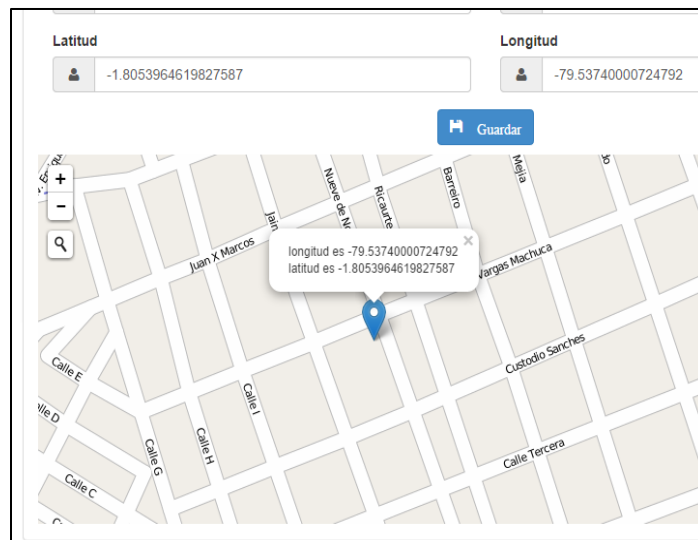 Latitud
Longitud
-1.8053964619827587
-79.53740000724792
Guardar
+
−
Nueve de
Ricaurte
Barreiro
Mejia
Juan X Marcos
longitud es -79.53740000724792
latitud es -1.8053964619827587
×
Vargas Machuca
Custodio Sanches
Calle Tercera
Calle E
Calle I
Calle H
Calle G
Calle C